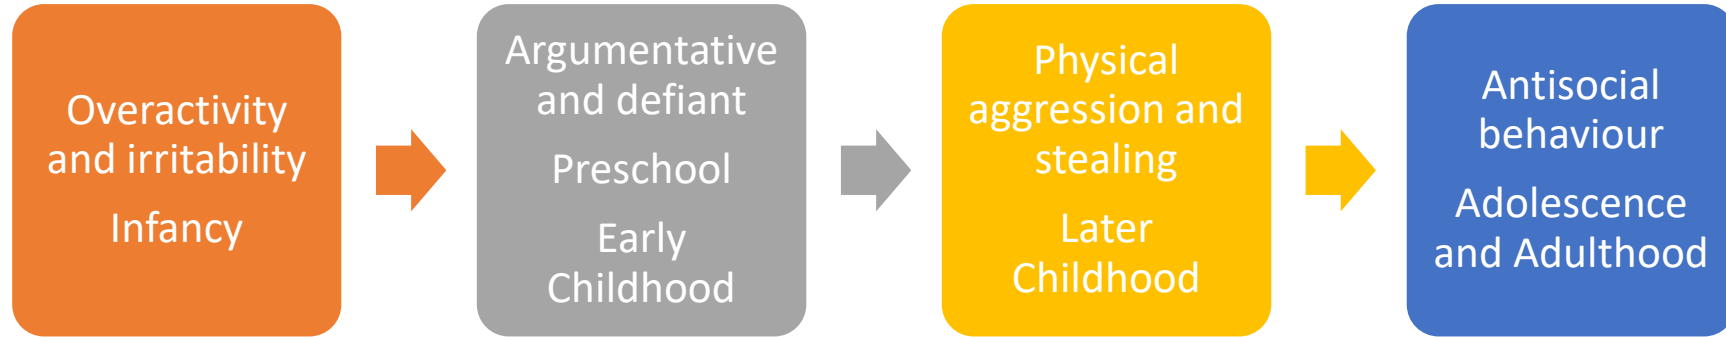 Overactivity
and irritability
Infancy
Argumentative
and defiant
Preschool
Early
Childhood
Physical
aggression and
stealing
Later
Childhood
Antisocial
behaviour
Adolescence
and Adulthood